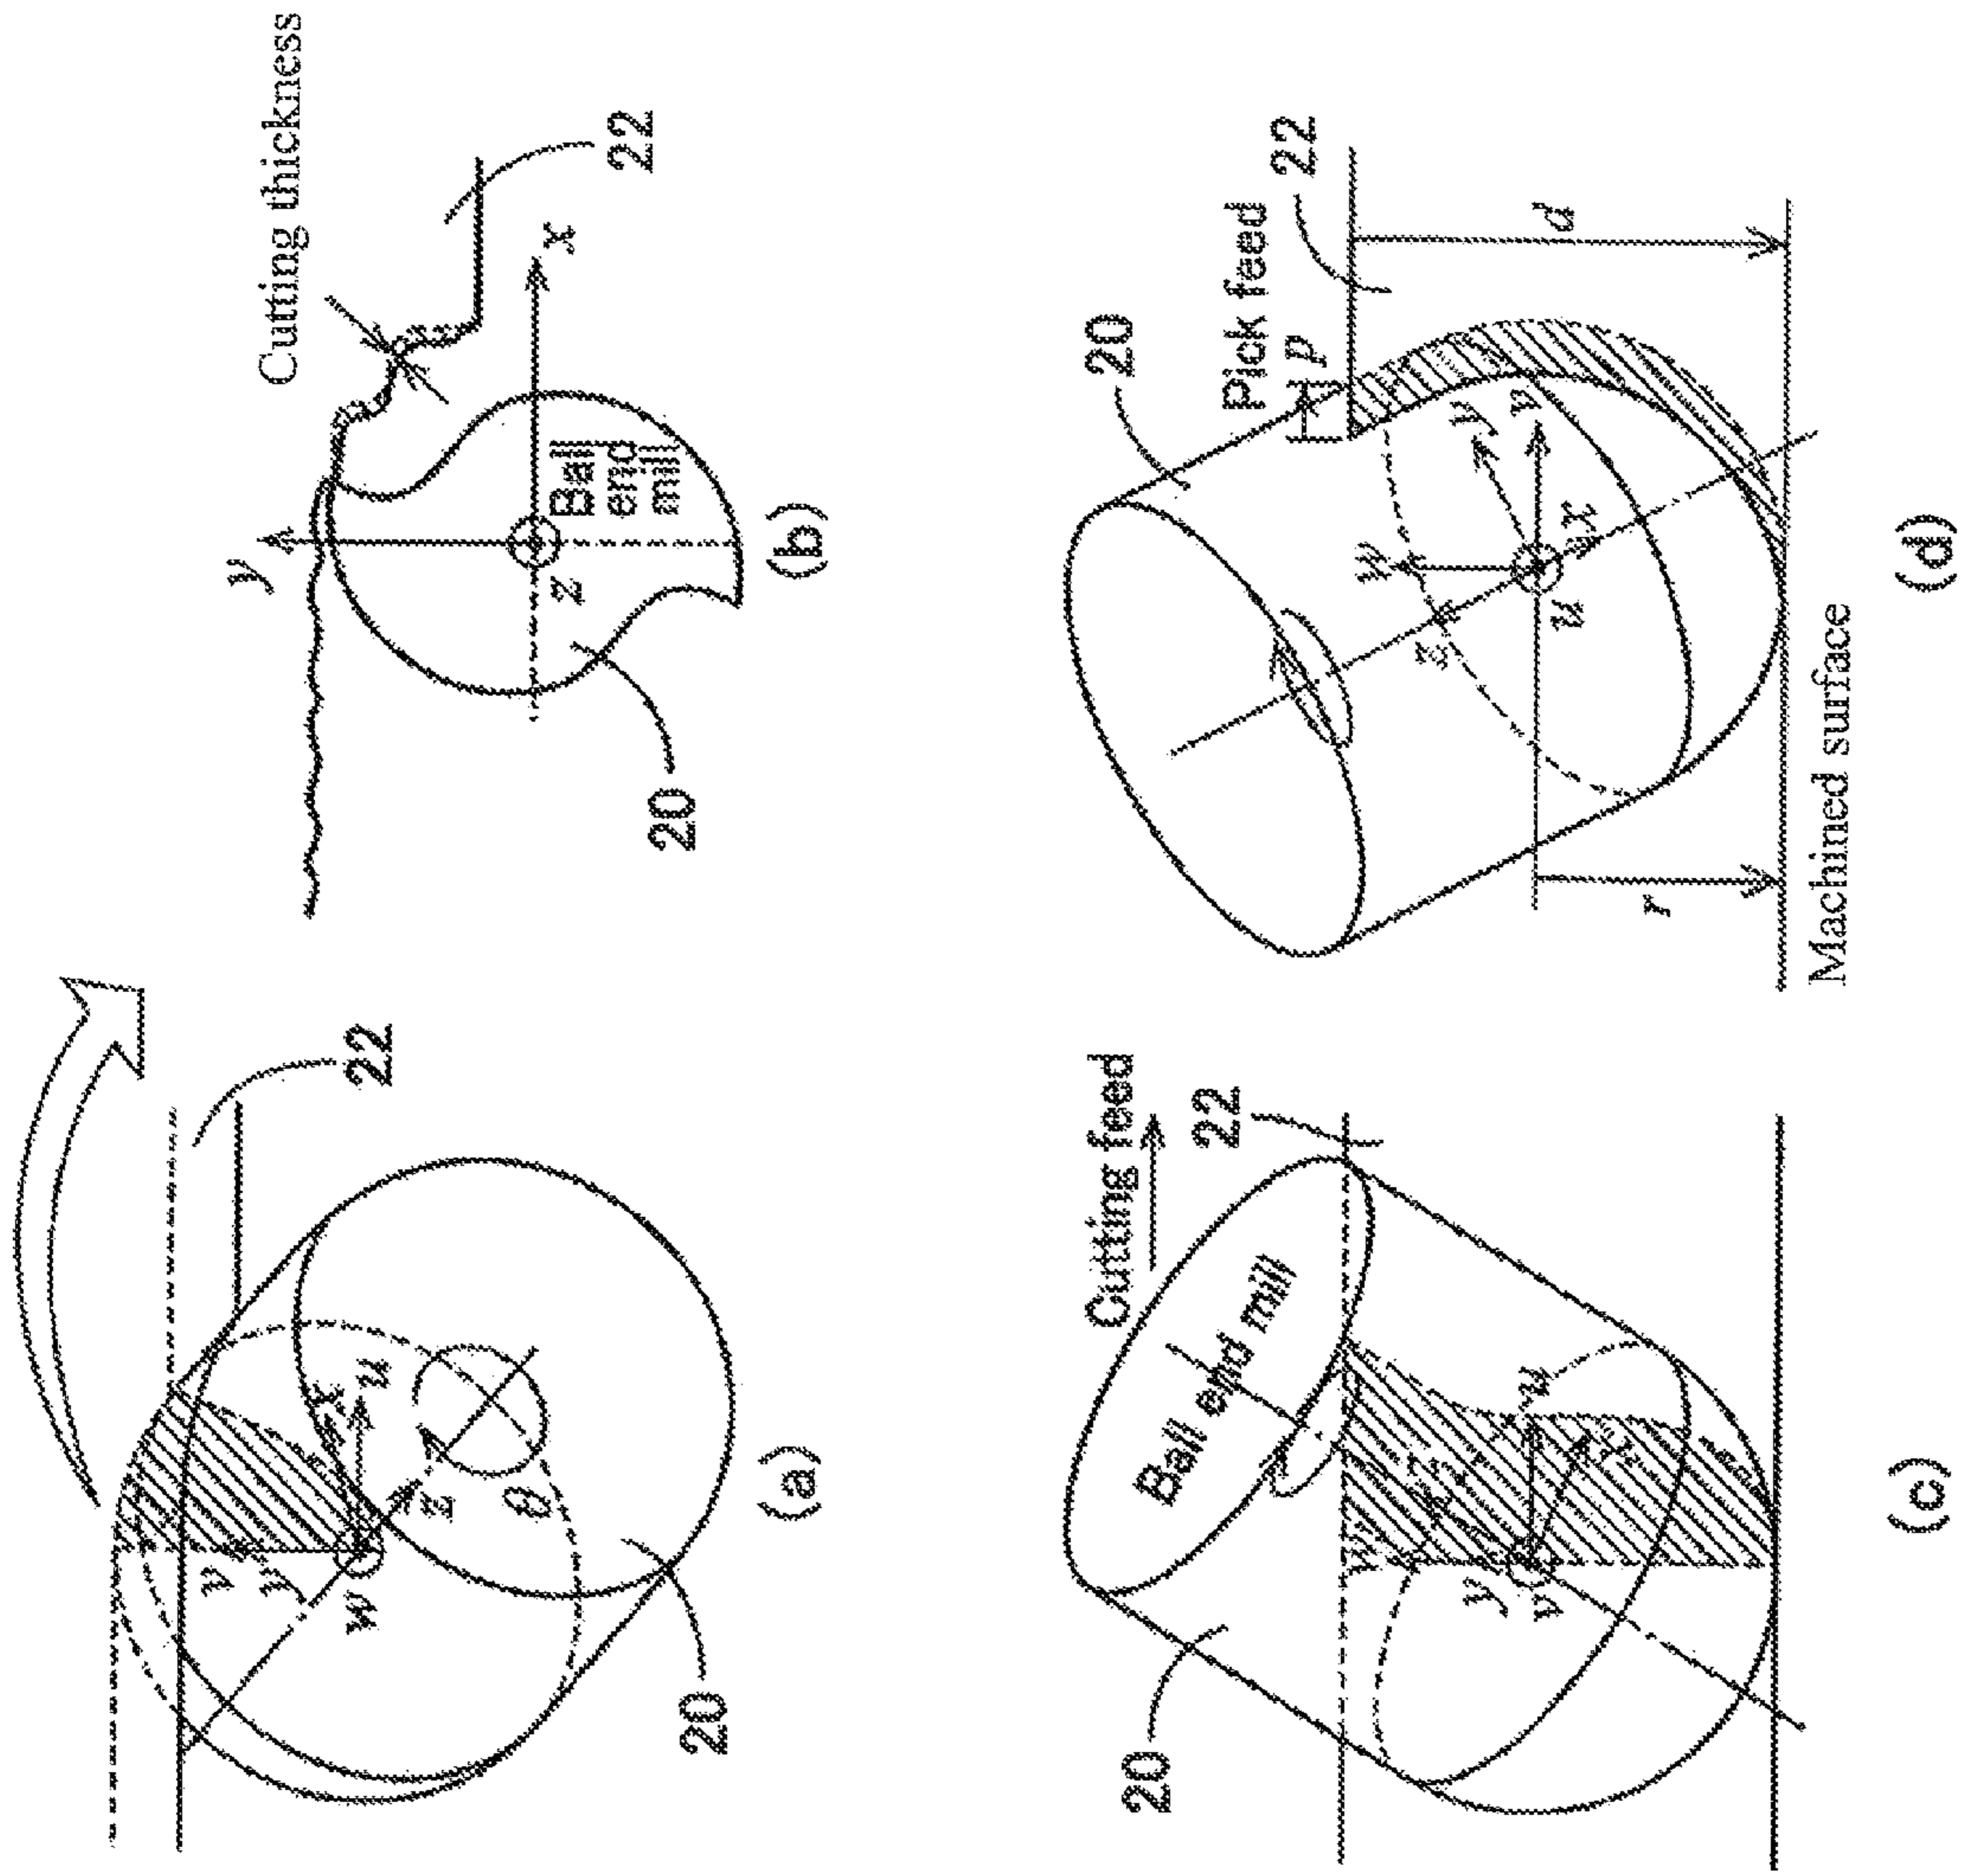 22
v
y
x
u
w
z
θ
20
(a)
Cutting thickness
y
x
22
Ball
end
mill
z
20
(b)
Cutting feed
22
Ball end mill
w
z
u
x
y
v
20
(c)
22
20
Pick feed
p
w
y
v
z
x
u
d
r
Machined surface
(d)